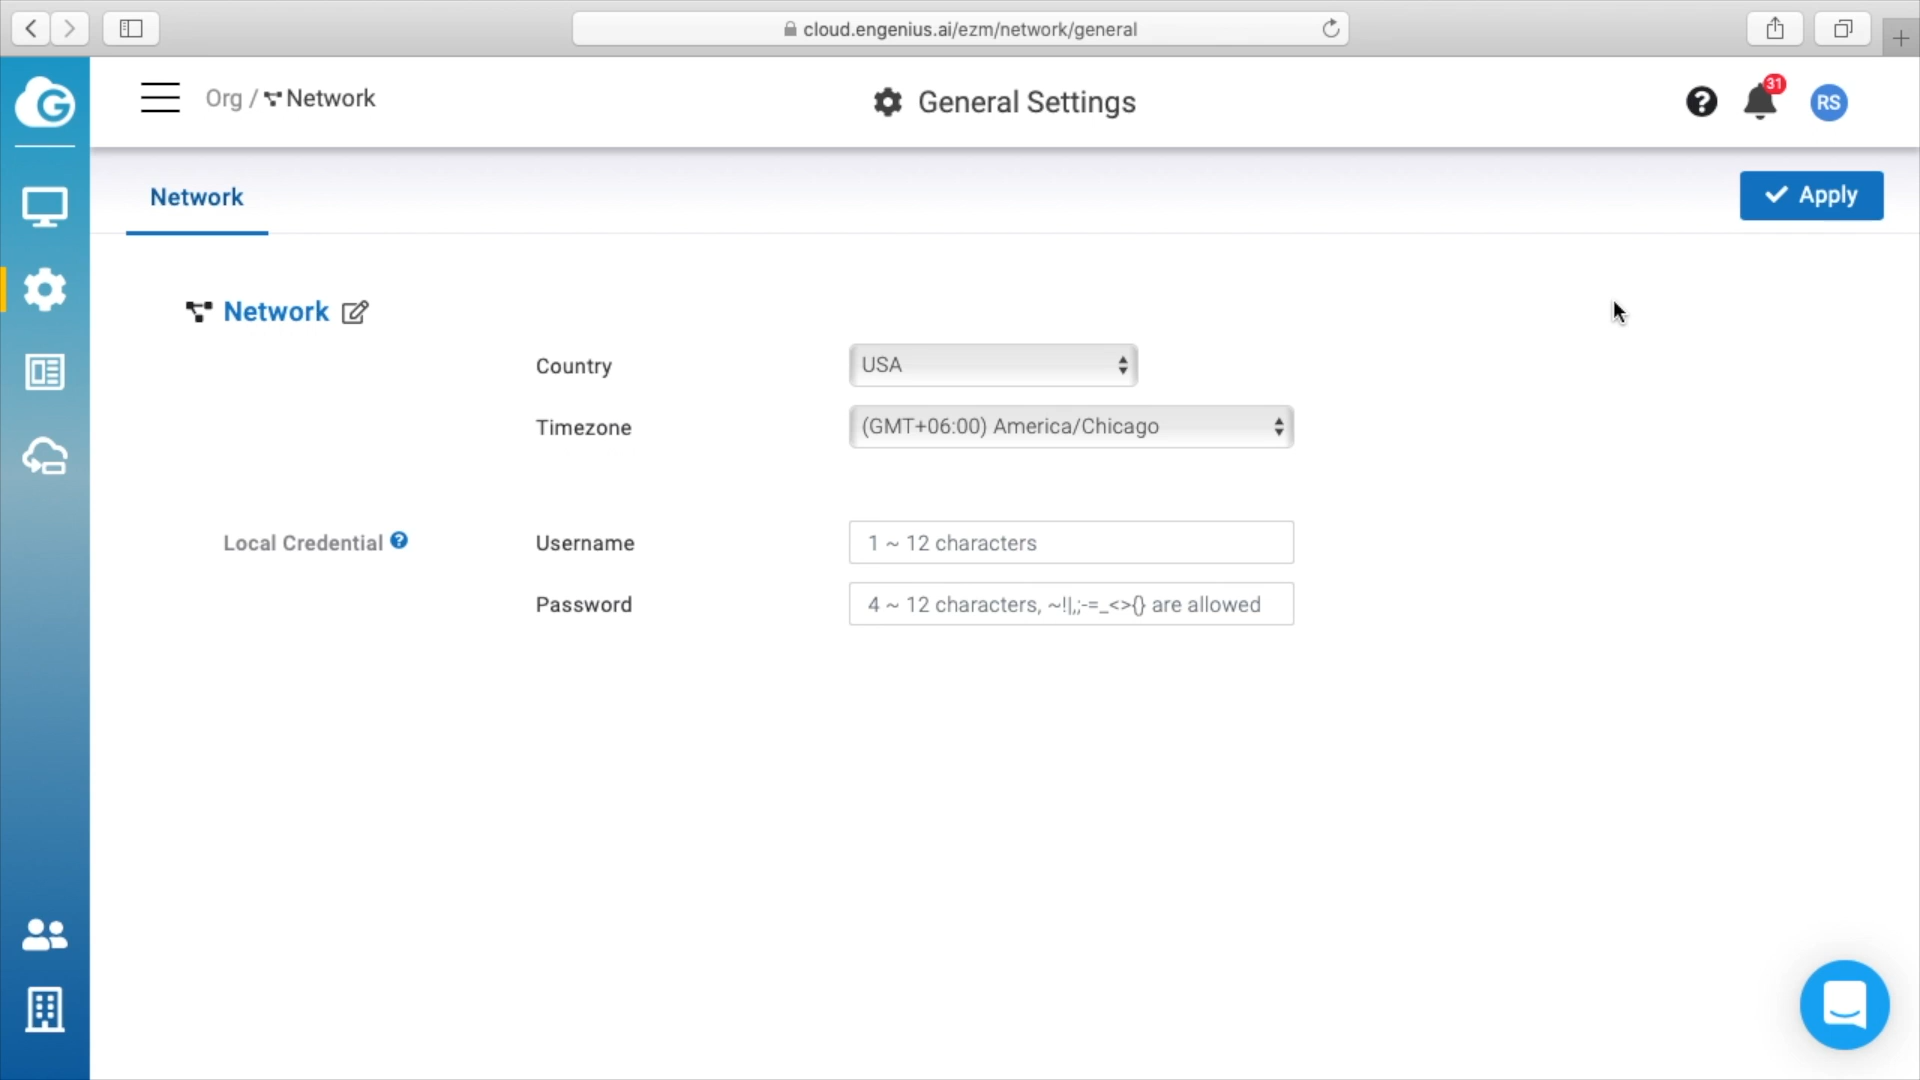 cloud.engenius.ai/ezm/network/general
Org / Network
General Settings
31
RS
Network
Apply
Network
Country
USA
Timezone
(GMT+06:00) America/Chicago
Local Credential
Username
1 ~ 12 characters
Password
4 ~ 12 characters, ~!|,;-=_<>{} are allowed